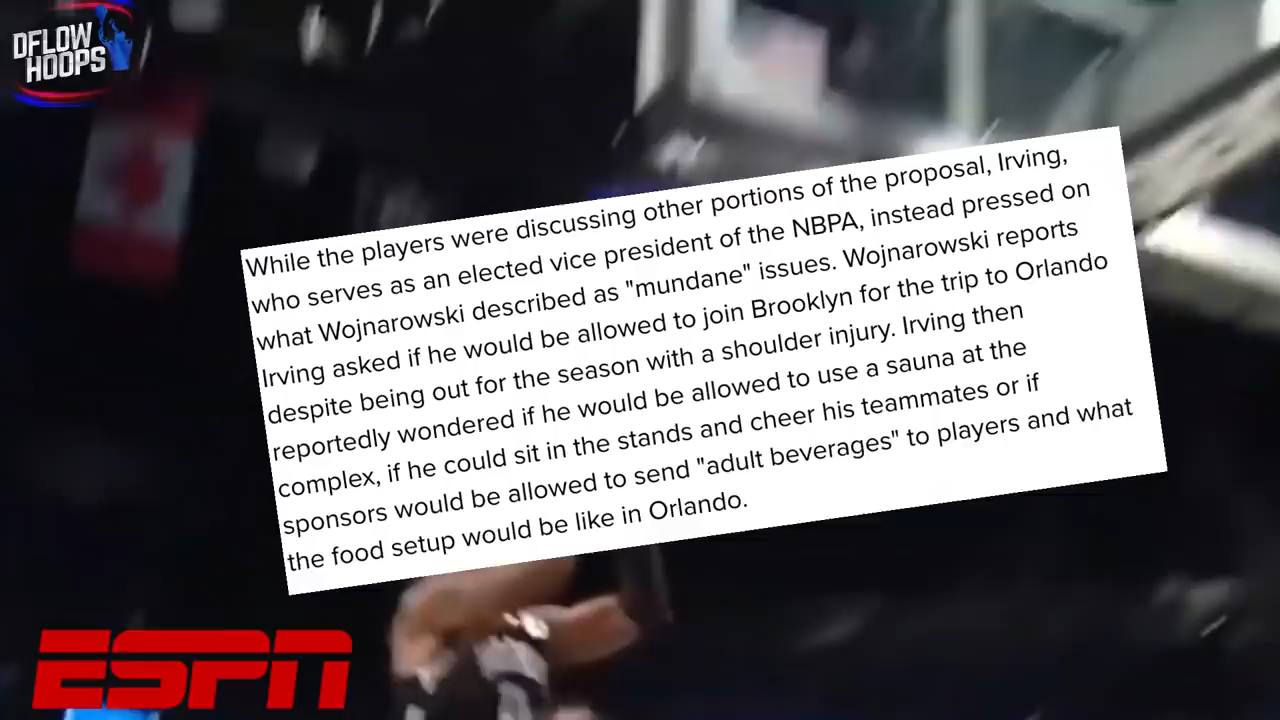 DFLOW
HOOPS
While the players were discussing other portions of the proposal, Irving,
who serves as an elected vice president of the NBPA, instead pressed on
what Wojnarowski described as "mundane" issues. Wojnarowski reports
Irving asked if he would be allowed to join Brooklyn for the trip to Orlando
despite being out for the season with a shoulder injury. Irving then
reportedly wondered if he would be allowed to use a sauna at the
complex, if he could sit in the stands and cheer his teammates or if
sponsors would be allowed to send "adult beverages" to players and what
the food setup would be like in Orlando.
ESPN